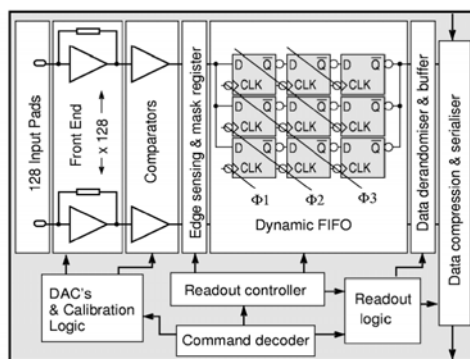 128 Input Pads
Front End
x 128
Comparators
Edge sensing & mask register
D Q D Q D Q
CLK CLK CLK
D Q D Q D Q
CLK CLK CLK
D Q D Q D Q
CLK CLK CLK
Φ1 Φ2 Φ3
Dynamic FIFO
Data derandomiser & buffer
Data compression & serialiser
DAC's
& Calibration
Logic
Readout controller
Command decoder
Readout
logic